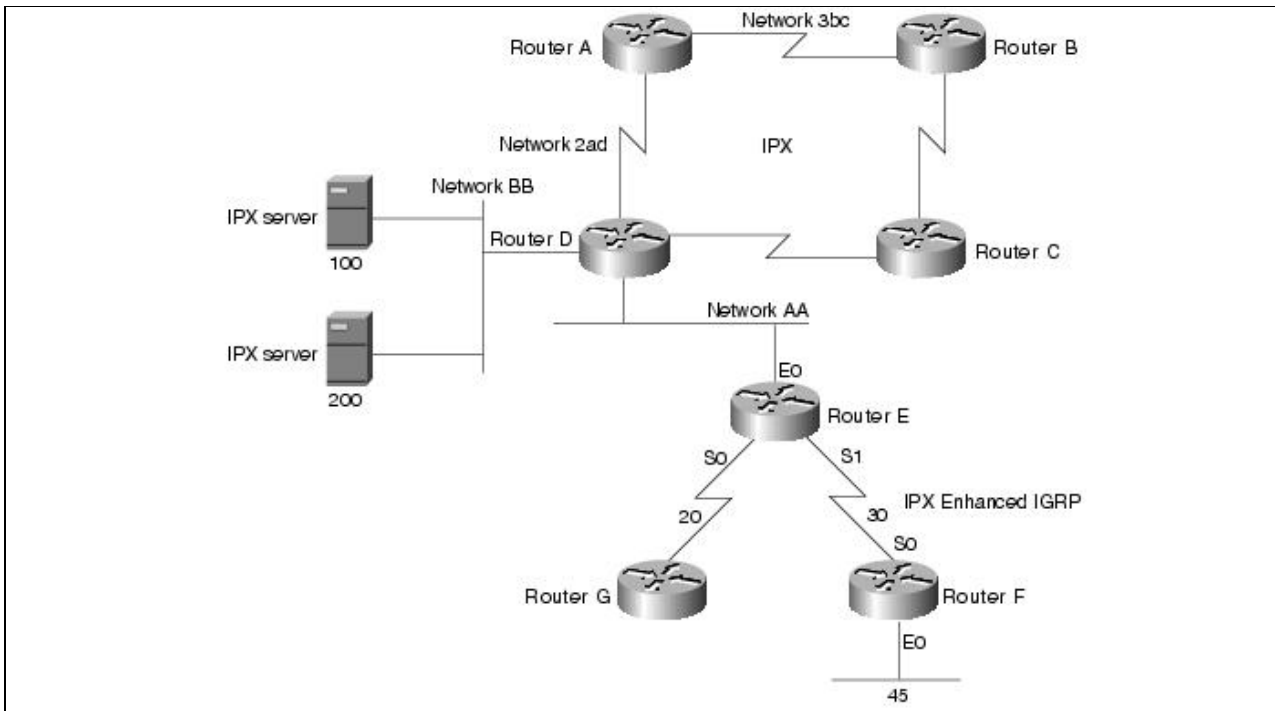 Network 3bc
Router A
Router B
Network 2ad
IPX
Network BB
IPX server
Router D
Router C
100
Network AA
IPX server
E0
200
Router E
S0
S1
20
30
IPX Enhanced IGRP
S0
Router G
Router F
E0
45